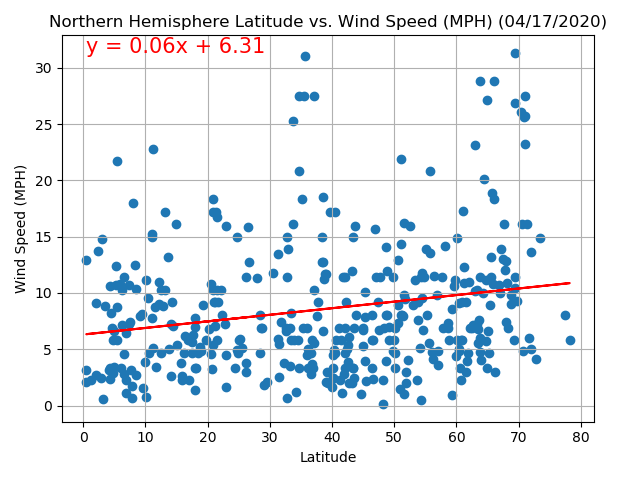 Northern Hemisphere Latitude vs. Wind Speed (MPH) (04/17/2020)
y = 0.06x + 6.31
30
25
20
15
10
5
0
Wind Speed (MPH)
0 10 20 30 40 50 60 70 80
Latitude